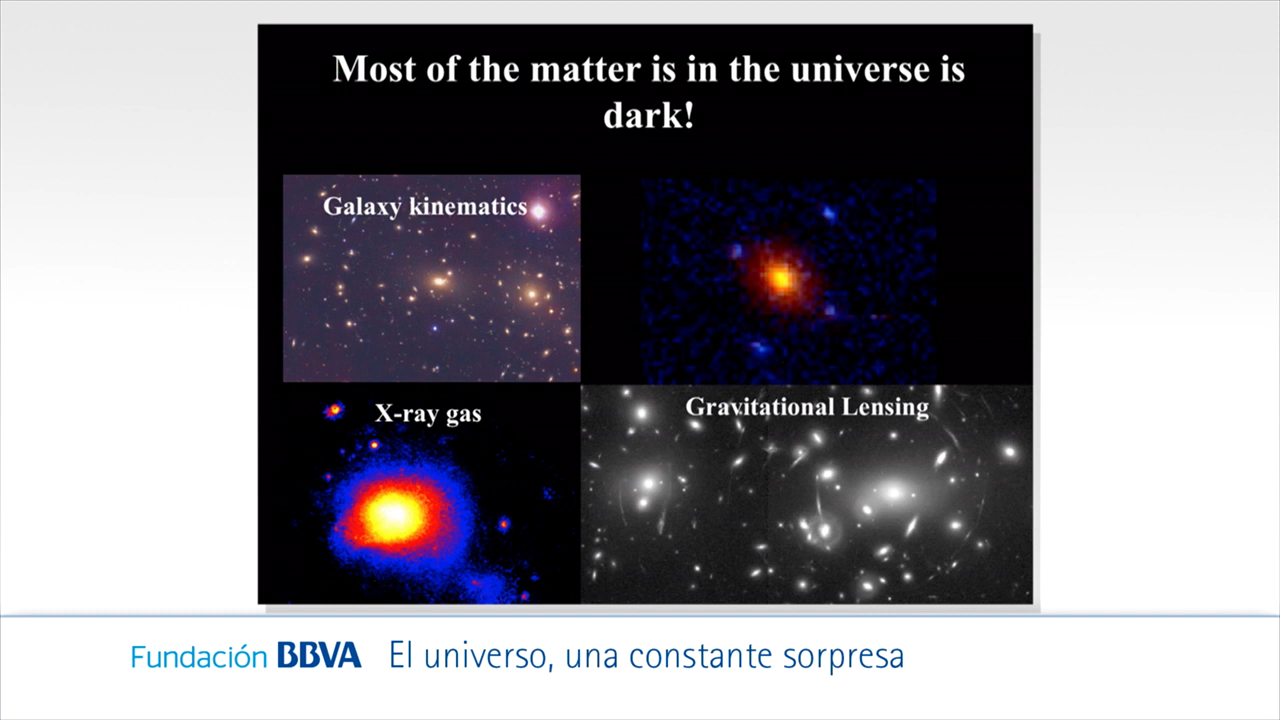 Most of the matter is in the universe is
dark!
Galaxy kinematics
X-ray gas
Gravitational Lensing
Fundación BBVA El universo, una constante sorpresa